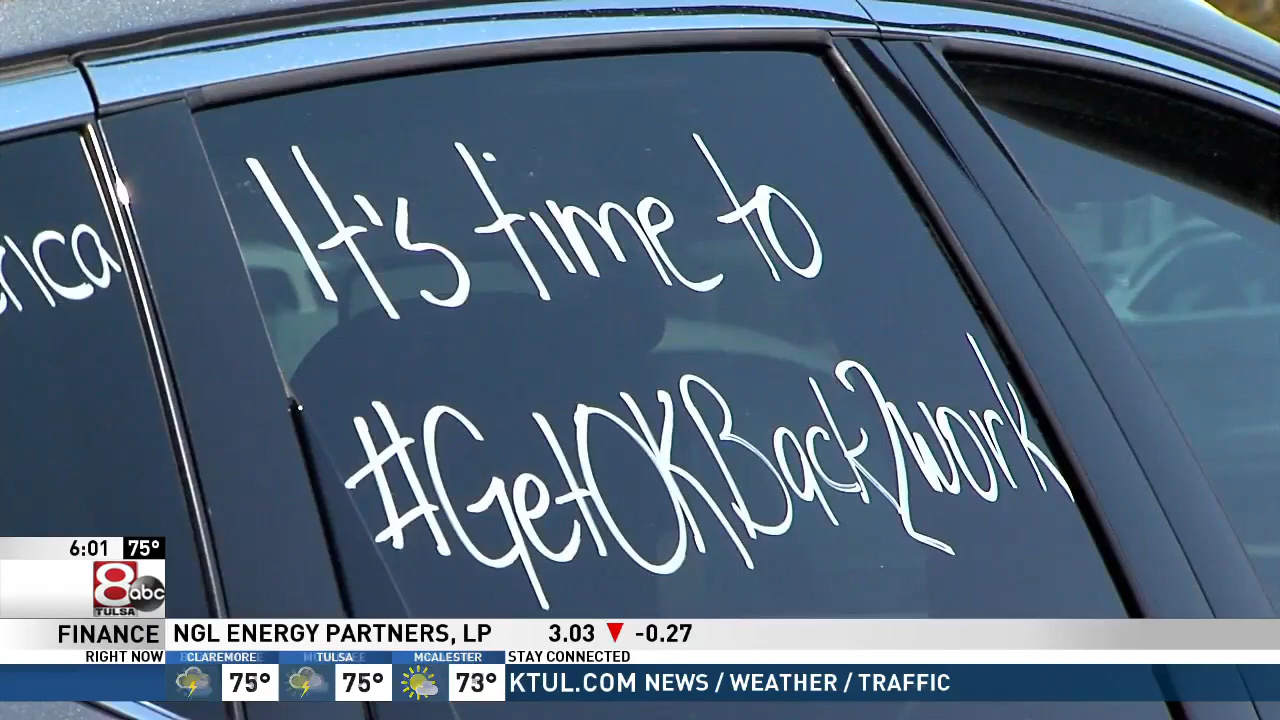 It's time to
#GetOKBack2work
6:01 75°
8 abc
TULSA
FINANCE NGL ENERGY PARTNERS, LP 3.03 ▼ -0.27
RIGHT NOW CLAREMORE TULSA MCALESTER STAY CONNECTED
75° 75° 73° KTUL.COM NEWS / WEATHER / TRAFFIC